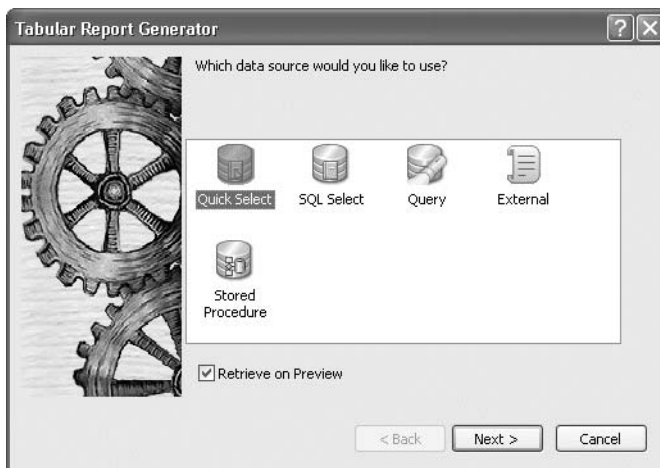 Tabular Report Generator
Which data source would you like to use?
Quick Select
SQL Select
Query
External
Stored
Procedure
Retrieve on Preview
< Back
Next >
Cancel